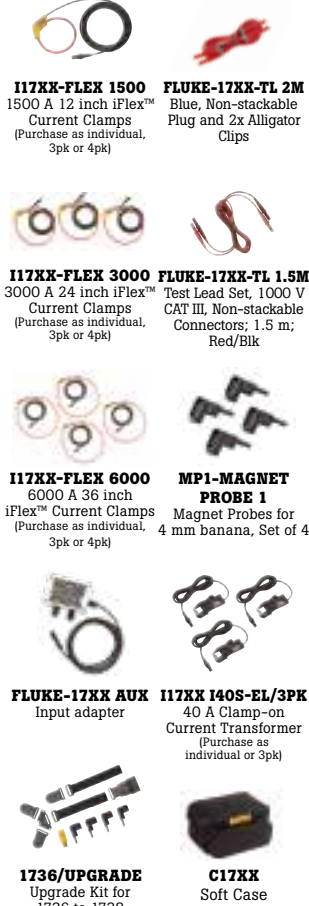 I17XX-FLEX 1500
1500 A 12 inch iFlex™
Current Clamps
(Purchase as individual,
3pk or 4pk)
FLUKE-17XX-TL 2M
Blue, Non-stackable
Plug and 2x Alligator
Clips
I17XX-FLEX 3000
3000 A 24 inch iFlex™
Current Clamps
(Purchase as individual,
3pk or 4pk)
FLUKE-17XX-TL 1.5M
Test Lead Set, 1000 V
CAT III, Non-stackable
Connectors; 1.5 m;
Red/Blk
I17XX-FLEX 6000
6000 A 36 inch
iFlex™ Current Clamps
(Purchase as individual,
3pk or 4pk)
MP1-MAGNET
PROBE 1
Magnet Probes for
4 mm banana, Set of 4
FLUKE-17XX AUX
Input adapter
I17XX I40S-EL/3PK
40 A Clamp-on
Current Transformer
(Purchase as
individual or 3pk)
1736/UPGRADE
Upgrade Kit for
1736 to 1738
C17XX
Soft Case